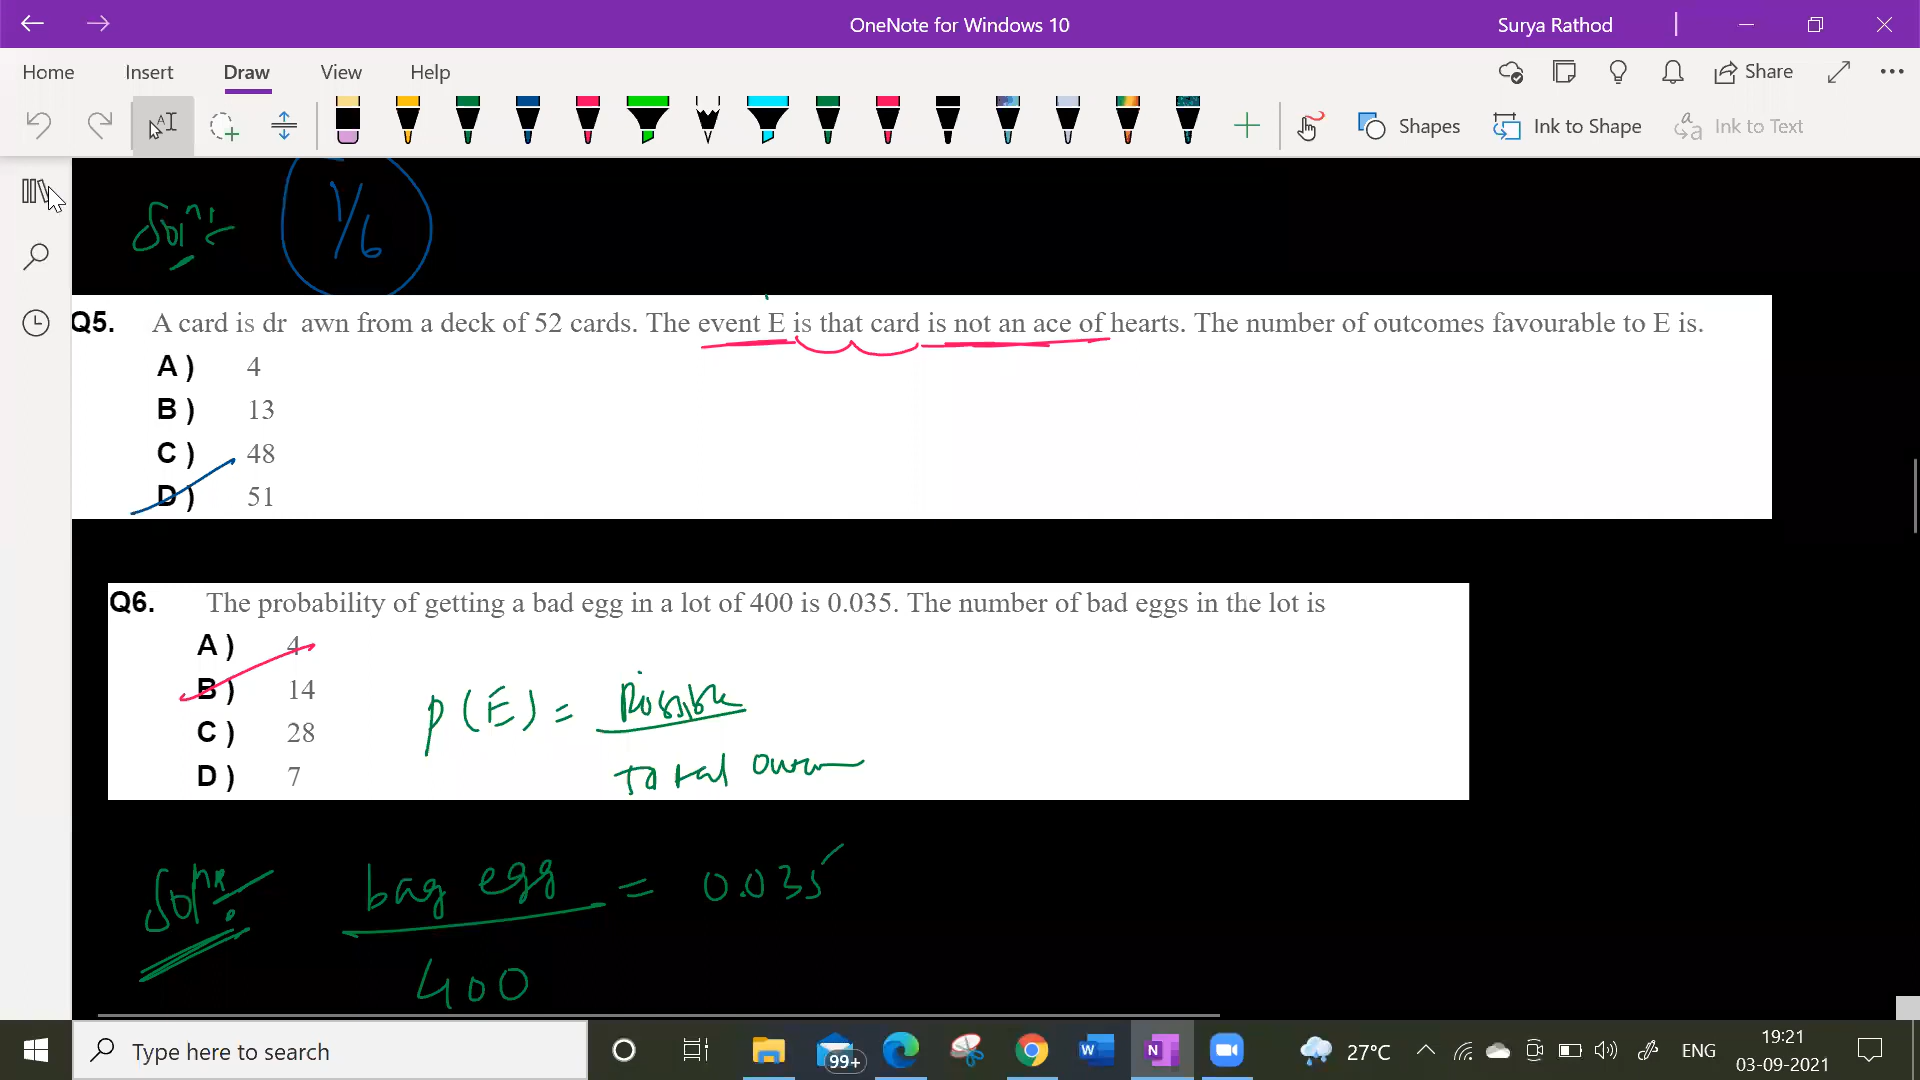 OneNote for Windows 10
Surya Rathod
Home Insert Draw View Help
Share
Shapes Ink to Shape Ink to Text
Soln:- 1/6
Q5. A card is dr awn from a deck of 52 cards. The event E is that card is not an ace of hearts. The number of outcomes favourable to E is.
A ) 4
B ) 13
C ) 48
D ) 51
Q6. The probability of getting a bad egg in a lot of 400 is 0.035. The number of bad eggs in the lot is
A ) 4
B ) 14
C ) 28
D ) 7
P(E) = Possible
Total
Soln:
bag egg = 0.035
400
Type here to search
99+
27°C
ENG
19:21
03-09-2021